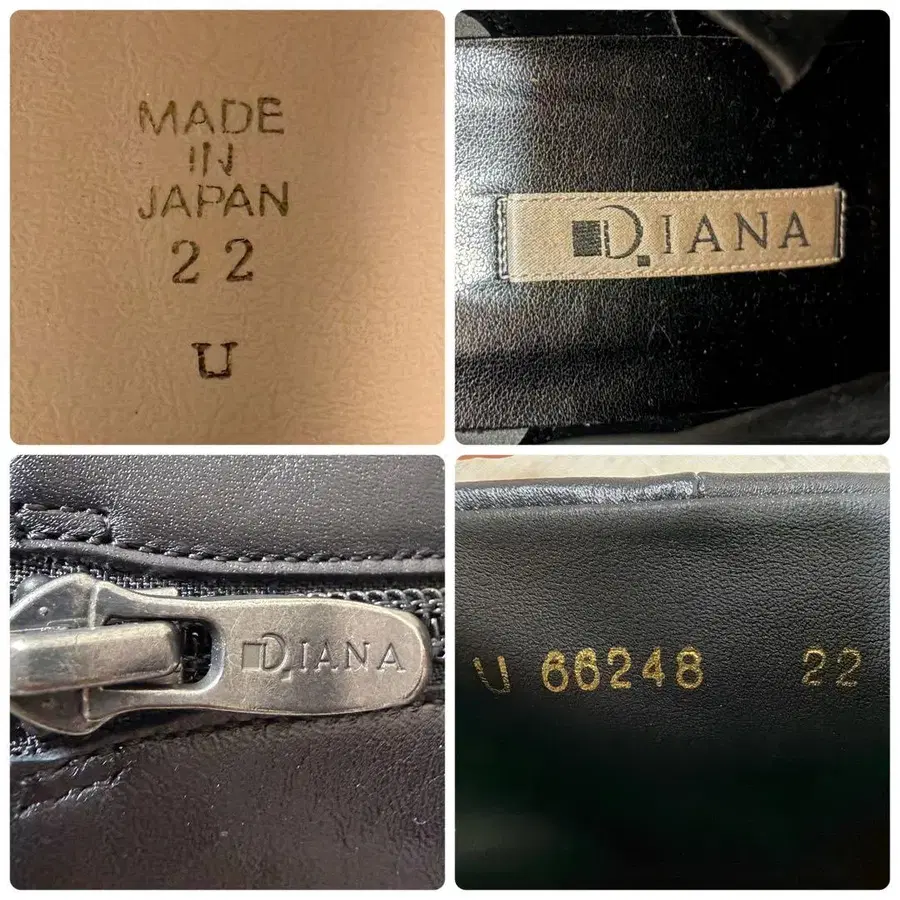 MADE
IN
JAPAN
22
U
DIANA
DIANA
U 66248 22